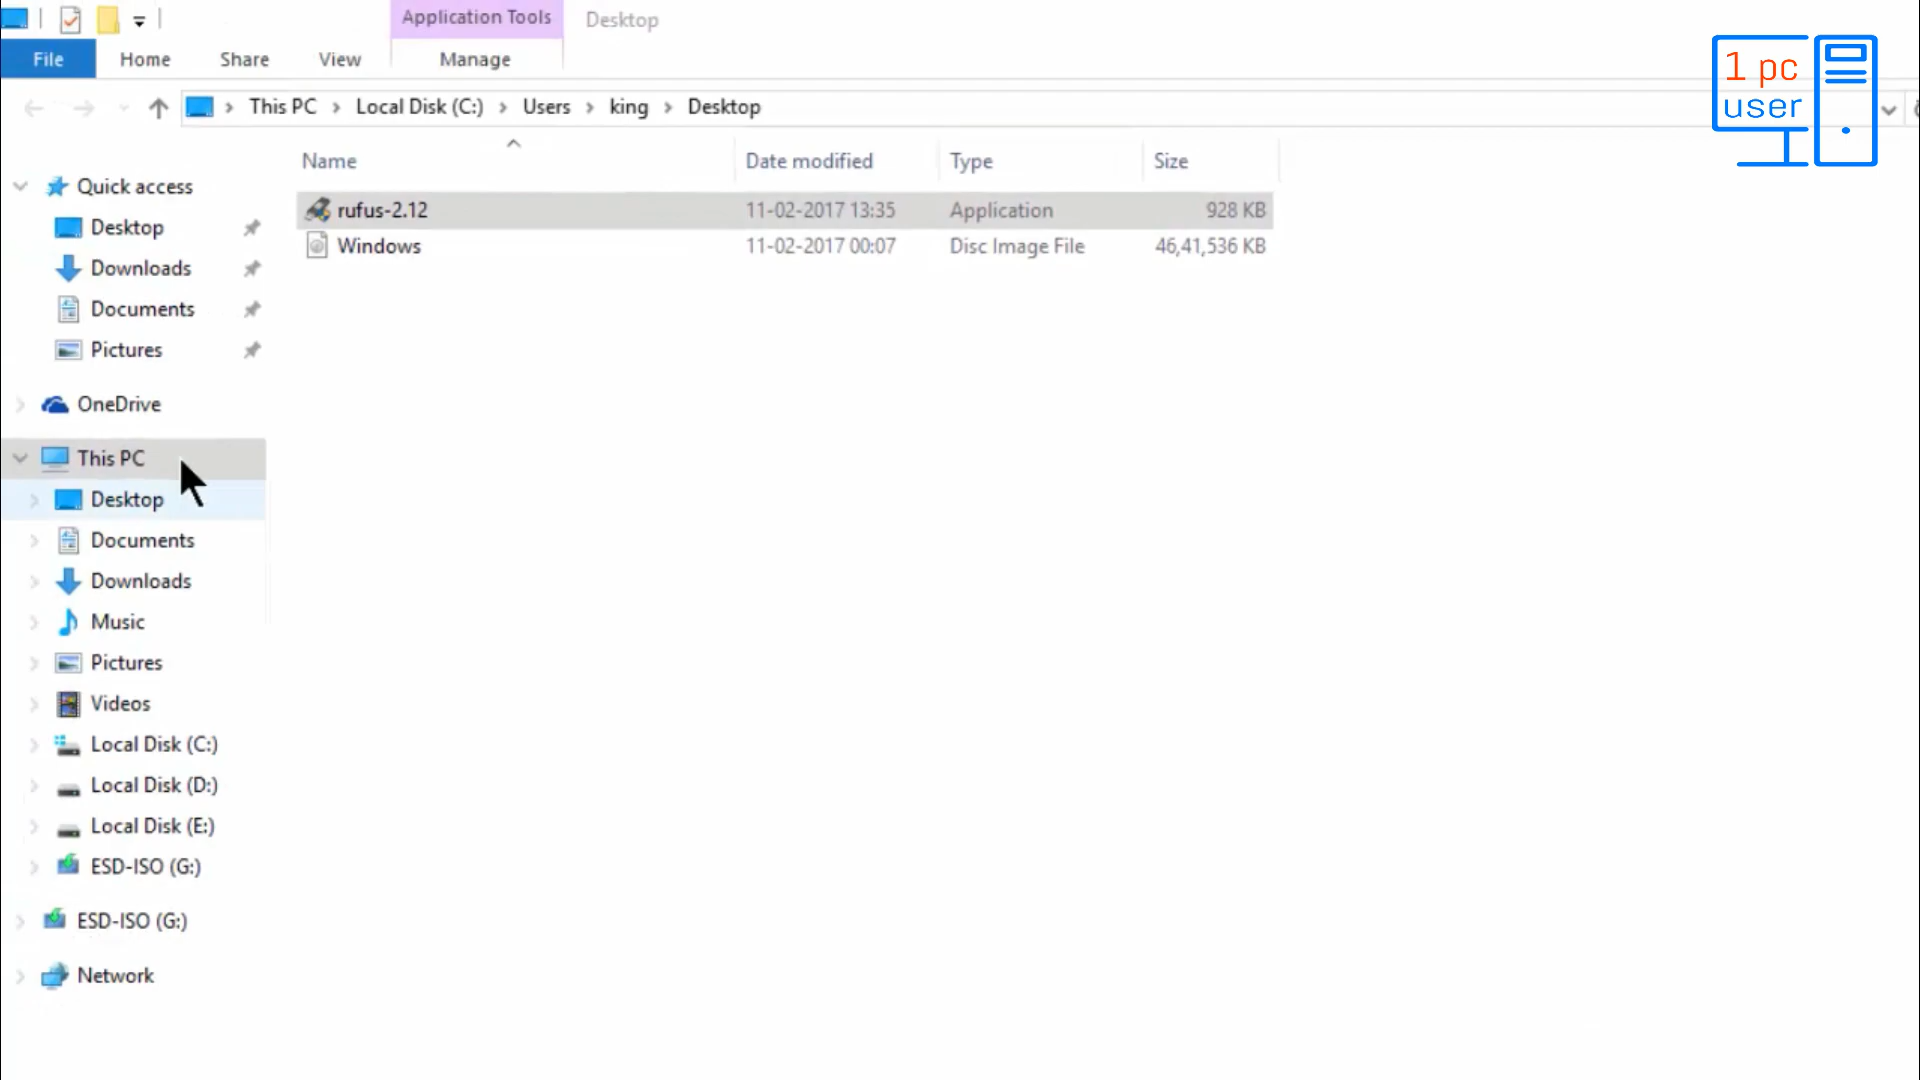 Application Tools
Desktop
File
Home
Share
View
Manage
This PC
Local Disk (C:)
Users
king
Desktop
1 pc
user
Name
Date modified
Type
Size
rufus-2.12
11-02-2017 13:35
Application
928 KB
Windows
11-02-2017 00:07
Disc Image File
46,41,536 KB
Quick access
Desktop
Downloads
Documents
Pictures
OneDrive
This PC
Desktop
Documents
Downloads
Music
Pictures
Videos
Local Disk (C:)
Local Disk (D:)
Local Disk (E:)
ESD-ISO (G:)
ESD-ISO (G:)
Network